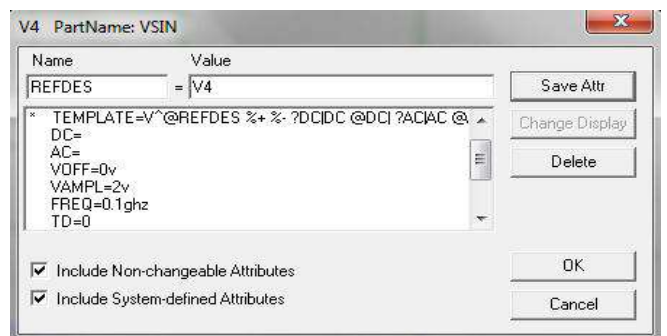 V4 PartName: VSIN
Name Value
REFDES = V4 Save Attr
* TEMPLATE=V^@REFDES %+ %- ?DC|DC @DC| ?AC|AC @ Change Display
DC=
AC= Delete
VOFF=0v
VAMPL=2v
FREQ=0.1ghz
TD=0
Include Non-changeable Attributes OK
Include System-defined Attributes Cancel